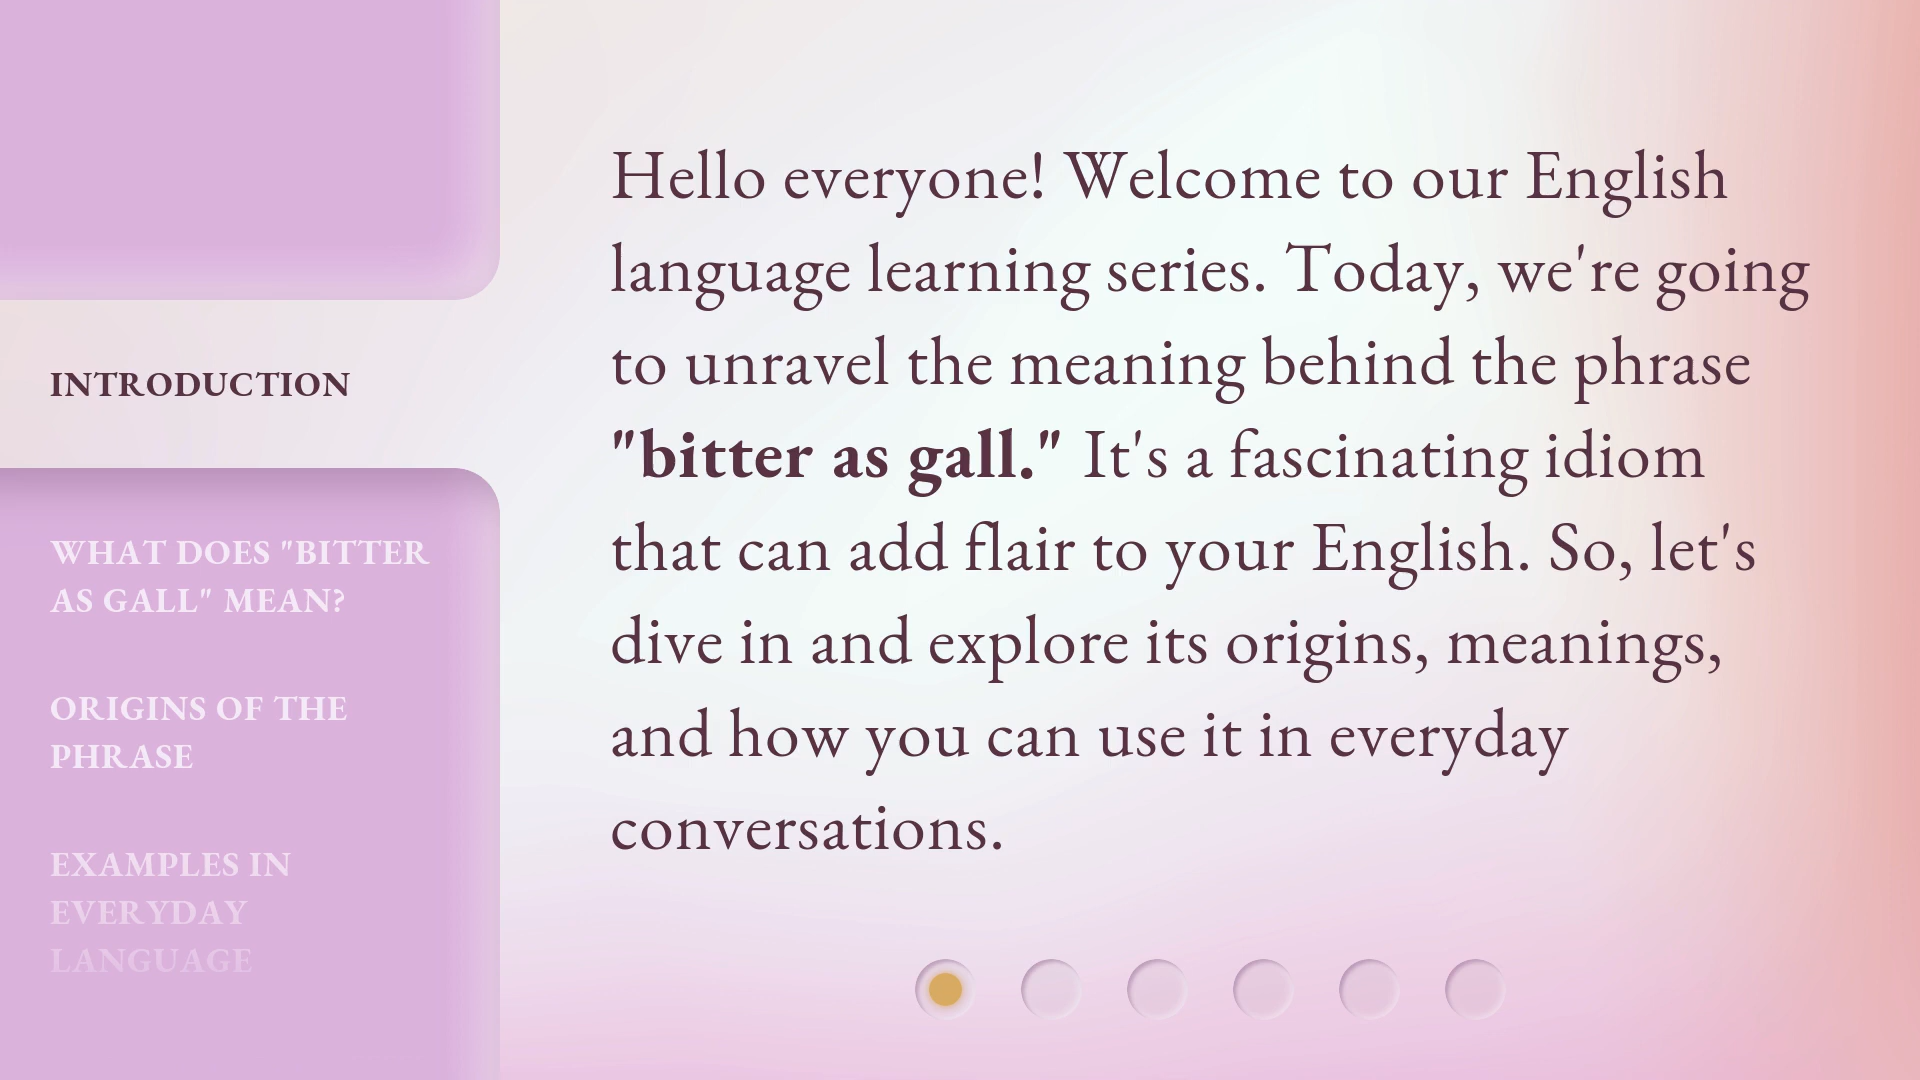 INTRODUCTION
WHAT DOES "BITTER
AS GALL" MEAN?
ORIGINS OF THE
PHRASE
EXAMPLES IN
EVERYDAY
LANGUAGE
Hello everyone! Welcome to our English
language learning series. Today, we're going
to unravel the meaning behind the phrase
"bitter as gall." It's a fascinating idiom
that can add flair to your English. So, let's
dive in and explore its origins, meanings,
and how you can use it in everyday
conversations.